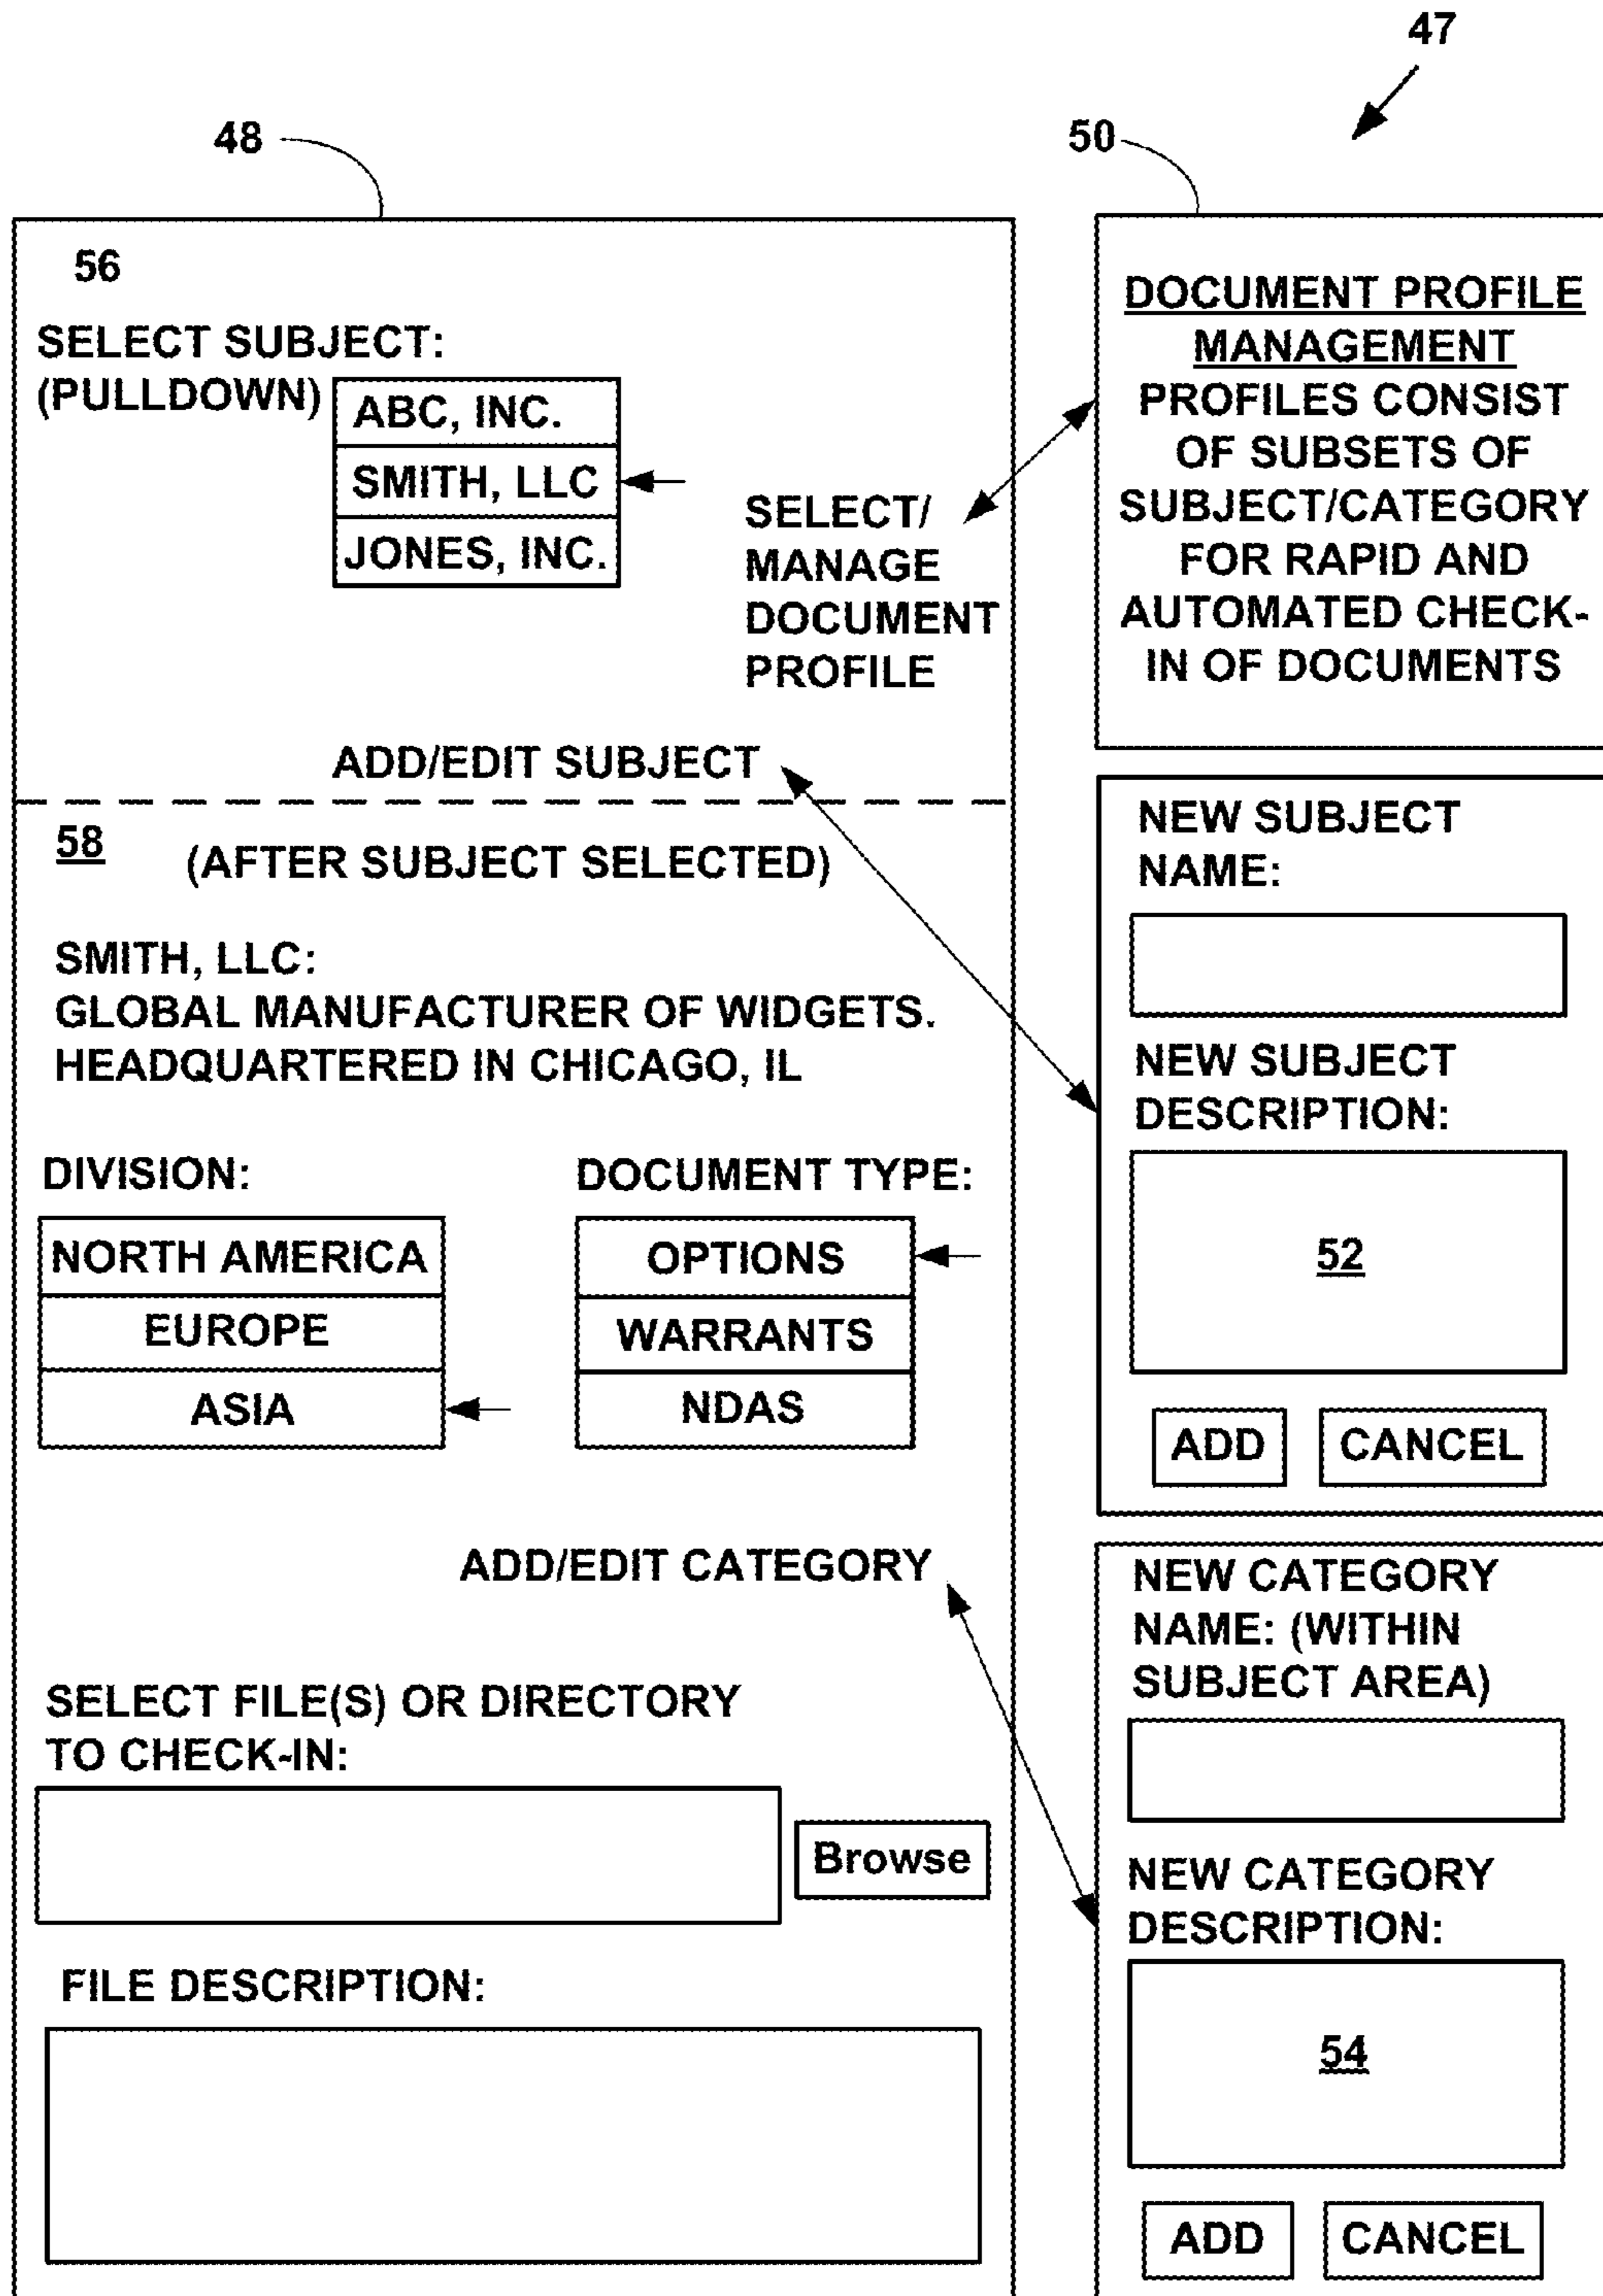 47
48
50
56
SELECT SUBJECT:
(PULLDOWN)
ABC, INC.
SMITH, LLC
JONES, INC.
SELECT/
MANAGE
DOCUMENT
PROFILE
ADD/EDIT SUBJECT
58
(AFTER SUBJECT SELECTED)
SMITH, LLC:
GLOBAL MANUFACTURER OF WIDGETS.
HEADQUARTERED IN CHICAGO, IL
DIVISION:
NORTH AMERICA
EUROPE
ASIA
DOCUMENT TYPE:
OPTIONS
WARRANTS
NDAS
ADD/EDIT CATEGORY
SELECT FILE(S) OR DIRECTORY
TO CHECK-IN:
Browse
FILE DESCRIPTION:
DOCUMENT PROFILE
MANAGEMENT
PROFILES CONSIST
OF SUBSETS OF
SUBJECT/CATEGORY
FOR RAPID AND
AUTOMATED CHECK-
IN OF DOCUMENTS
NEW SUBJECT
NAME:
NEW SUBJECT
DESCRIPTION:
52
ADD
CANCEL
NEW CATEGORY
NAME: (WITHIN
SUBJECT AREA)
NEW CATEGORY
DESCRIPTION:
54
ADD
CANCEL